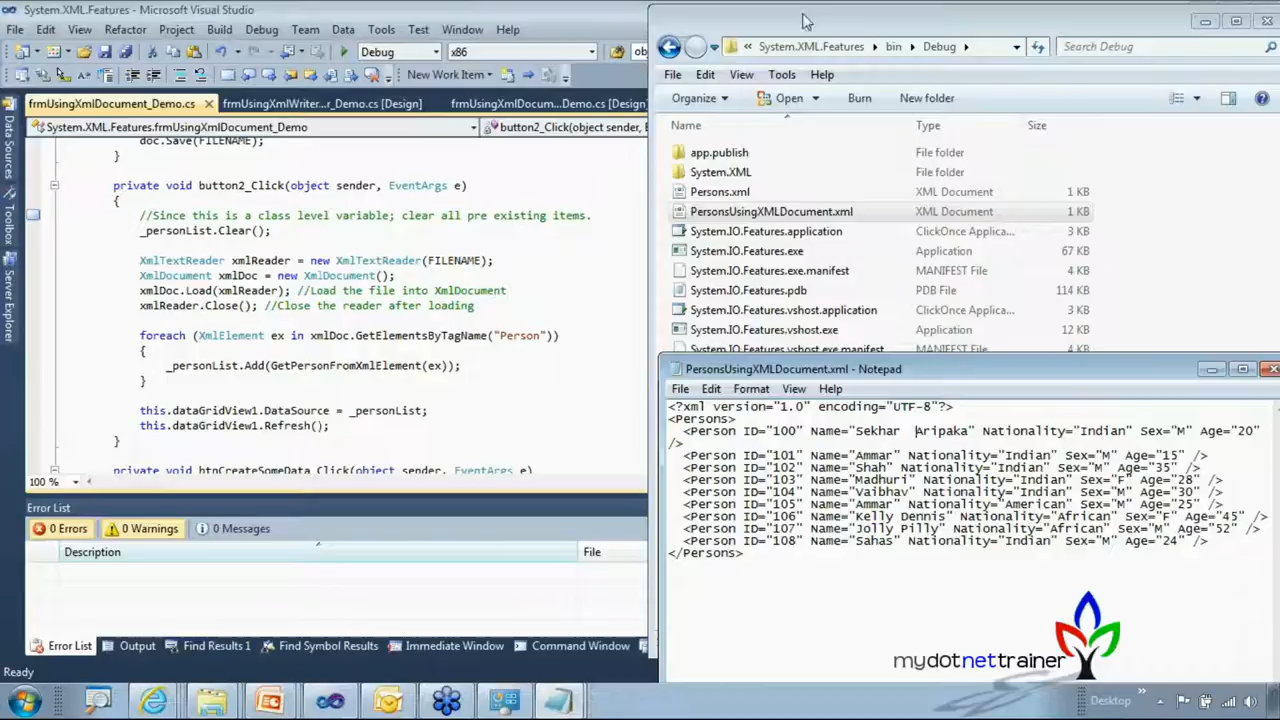 System.XML.Features - Microsoft Visual Studio
File Edit View Refactor Project Build Debug Team Data Tools Test Window Help
Debug x86
New Work Item
frmUsingXmlDocument_Demo.cs frmUsingXmlWriter...r_Demo.cs [Design] frmUsingXlDocum...Demo.cs [Design]
System.XML.Features.frmUsingXmlDocument_Demo button2_Click(object sender, E
Data Sources
Toolbox
Server Explorer
doc.Save(FILENAME);
}
private void button2_Click(object sender, EventArgs e)
{
//Since this is a class level variable; clear all pre existing items.
_personList.Clear();
XmlTextReader xmlReader = new XmlTextReader(FILENAME);
XmlDocument xmlDoc = new XmlDocument();
xmlDoc.Load(xmlReader); //Load the file into XmlDocument
xmlReader.Close(); //Close the reader after loading
foreach (XmlElement ex in xmlDoc.GetElementsByTagName("Person"))
{
_personList.Add(GetPersonFromXmlElement(ex));
}
this.dataGridView1.DataSource = _personList;
this.dataGridView1.Refresh();
}
private void btnCreateSomeData_Click(object sender, EventArgs e)
100 %
Error List
0 Errors 0 Warnings 0 Messages
Description File
Error List Output Find Results 1 Find Symbol Results Immediate Window Command Window
Ready
« System.XML.Features bin Debug Search Debug
File Edit View Tools Help
Organize Open Burn New folder
Name Type Size
app.publish File folder
System.XML File folder
Persons.xml XML Document 1 KB
PersonsUsingXMLDocument.xml XML Document 1 KB
System.IO.Features.application ClickOnce Applica... 3 KB
System.IO.Features.exe Application 67 KB
System.IO.Features.exe.manifest MANIFEST File 4 KB
System.IO.Features.pdb PDB File 114 KB
System.IO.Features.vshost.application ClickOnce Applica... 3 KB
System.IO.Features.vshost.exe Application 12 KB
System.IO.Features.vshost.exe.manifest MANIFEST File 4 KB
PersonsUsingXMLDocument.xml - Notepad
File Edit Format View Help
<?xml version="1.0" encoding="UTF-8"?>
<Persons>
<Person ID="100" Name="Sekhar  Aripaka" Nationality="Indian" Sex="M" Age="20"
/>
<Person ID="101" Name="Ammar" Nationality="Indian" Sex="M" Age="15" />
<Person ID="102" Name="Shah" Nationality="Indian" Sex="M" Age="35" />
<Person ID="103" Name="Madhuri" Nationality="Indian" Sex="F" Age="28" />
<Person ID="104" Name="Vaibhav" Nationality="Indian" Sex="M" Age="30" />
<Person ID="105" Name="Ammar" Nationality="American" Sex="M" Age="25" />
<Person ID="106" Name="Kelly Dennis" Nationality="African" Sex="F" Age="45" />
<Person ID="107" Name="Jolly Pilly" Nationality="African" Sex="M" Age="52" />
<Person ID="108" Name="Sahas" Nationality="Indian" Sex="M" Age="24" />
</Persons>
mydotnettrainer
Desktop